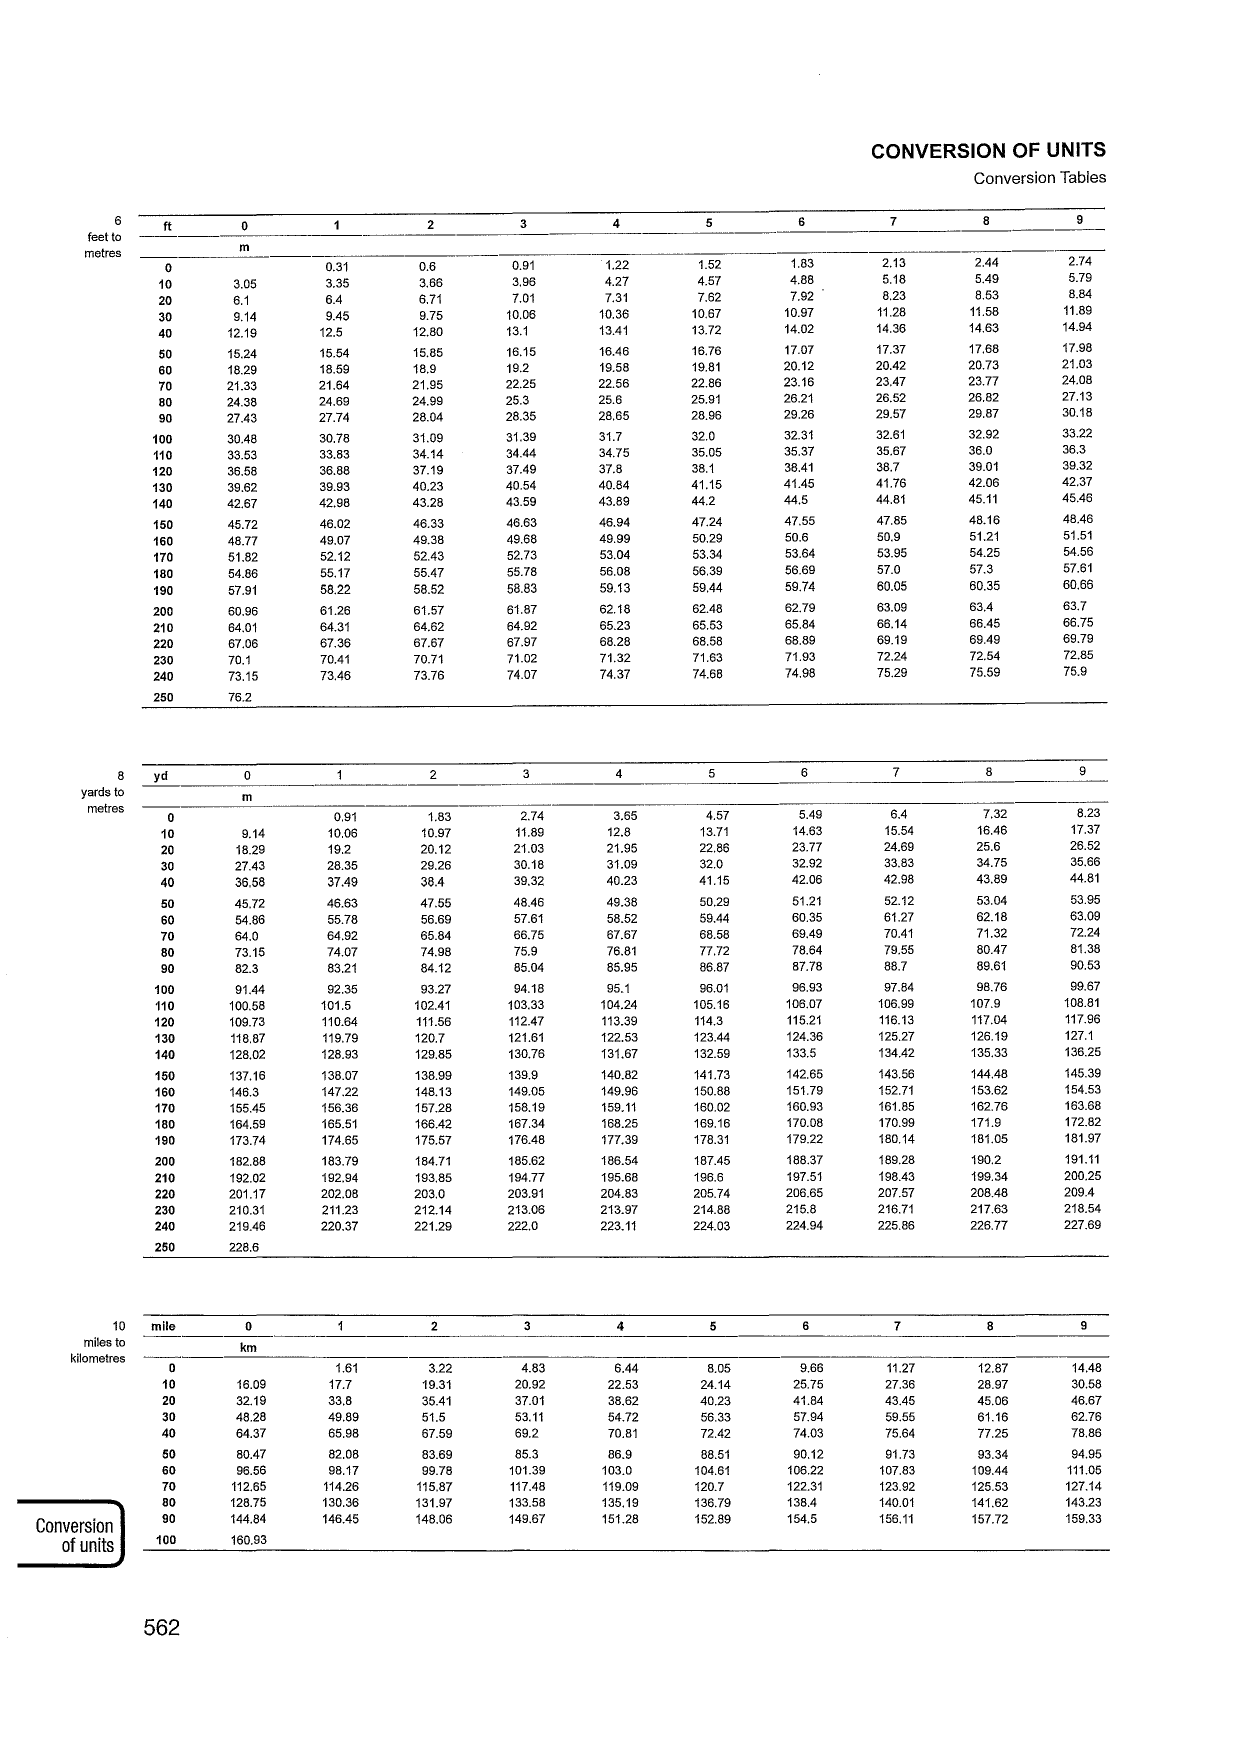 CONVERSION OF UNITS
Conversion Tables
6
feet to
metres
ft 0 1 2 3 4 5 6 7 8 9
m
0 0.31 0.6 0.91 1.22 1.52 1.83 2.13 2.44 2.74
10 3.05 3.35 3.66 3.96 4.27 4.57 4.88 5.18 5.49 5.79
20 6.1 6.4 6.71 7.01 7.31 7.62 7.92 8.23 8.53 8.84
30 9.14 9.45 9.75 10.06 10.36 10.67 10.97 11.28 11.58 11.89
40 12.19 12.5 12.80 13.1 13.41 13.72 14.02 14.36 14.63 14.94
50 15.24 15.54 15.85 16.15 16.46 16.76 17.07 17.37 17.68 17.98
60 18.29 18.59 18.9 19.2 19.58 19.81 20.12 20.42 20.73 21.03
70 21.33 21.64 21.95 22.25 22.56 22.86 23.16 23.47 23.77 24.08
80 24.38 24.69 24.99 25.3 25.6 25.91 26.21 26.52 26.82 27.13
90 27.43 27.74 28.04 28.35 28.65 28.96 29.26 29.57 29.87 30.18
100 30.48 30.78 31.09 31.39 31.7 32.0 32.31 32.61 32.92 33.22
110 33.53 33.83 34.14 34.44 34.75 35.05 35.37 35.67 36.0 36.3
120 36.58 36.88 37.19 37.49 37.8 38.1 38.41 38.7 39.01 39.32
130 39.62 39.93 40.23 40.54 40.84 41.15 41.45 41.76 42.06 42.37
140 42.67 42.98 43.28 43.59 43.89 44.2 44.5 44.81 45.11 45.46
150 45.72 46.02 46.33 46.63 46.94 47.24 47.55 47.85 48.16 48.46
160 48.77 49.07 49.38 49.68 49.99 50.29 50.6 50.9 51.21 51.51
170 51.82 52.12 52.43 52.73 53.04 53.34 53.64 53.95 54.25 54.56
180 54.86 55.17 55.47 55.78 56.08 56.39 56.69 57.0 57.3 57.61
190 57.91 58.22 58.52 58.83 59.13 59.44 59.74 60.05 60.35 60.66
200 60.96 61.26 61.57 61.87 62.18 62.48 62.79 63.09 63.4 63.7
210 64.01 64.31 64.62 64.92 65.23 65.53 65.84 66.14 66.45 66.75
220 67.06 67.36 67.67 67.97 68.28 68.58 68.89 69.19 69.49 69.79
230 70.1 70.41 70.71 71.02 71.32 71.63 71.93 72.24 72.54 72.85
240 73.15 73.46 73.76 74.07 74.37 74.68 74.98 75.29 75.59 75.9
250 76.2
8
yards to
metres
yd 0 1 2 3 4 5 6 7 8 9
m
0 0.91 1.83 2.74 3.65 4.57 5.49 6.4 7.32 8.23
10 9.14 10.06 10.97 11.89 12.8 13.71 14.63 15.54 16.46 17.37
20 18.29 19.2 20.12 21.03 21.95 22.86 23.77 24.69 25.6 26.52
30 27.43 28.35 29.26 30.18 31.09 32.0 32.92 33.83 34.75 35.66
40 36.58 37.49 38.4 39.32 40.23 41.15 42.06 42.98 43.89 44.81
50 45.72 46.63 47.55 48.46 49.38 50.29 51.21 52.12 53.04 53.95
60 54.86 55.78 56.69 57.61 58.52 59.44 60.35 61.27 62.18 63.09
70 64.0 64.92 65.84 66.75 67.67 68.58 69.49 70.41 71.32 72.24
80 73.15 74.07 74.98 75.9 76.81 77.72 78.64 79.55 80.47 81.38
90 82.3 83.21 84.12 85.04 85.95 86.87 87.78 88.7 89.61 90.53
100 91.44 92.35 93.27 94.18 95.1 96.01 96.93 97.84 98.76 99.67
110 100.58 101.5 102.41 103.33 104.24 105.16 106.07 106.99 107.9 108.81
120 109.73 110.64 111.56 112.47 113.39 114.3 115.21 116.13 117.04 117.96
130 118.87 119.79 120.7 121.61 122.53 123.44 124.36 125.27 126.19 127.1
140 128.02 128.93 129.85 130.76 131.67 132.59 133.5 134.42 135.33 136.25
150 137.16 138.07 138.99 139.9 140.82 141.73 142.65 143.56 144.48 145.39
160 146.3 147.22 148.13 149.05 149.96 150.88 151.79 152.71 153.62 154.53
170 155.45 156.36 157.28 158.19 159.11 160.02 160.93 161.85 162.76 163.68
180 164.59 165.51 166.42 167.34 168.25 169.16 170.08 170.99 171.9 172.82
190 173.74 174.65 175.57 176.48 177.39 178.31 179.22 180.14 181.05 181.97
200 182.88 183.79 184.71 185.62 186.54 187.45 188.37 189.28 190.2 191.11
210 192.02 192.94 193.85 194.77 195.68 196.6 197.51 198.43 199.34 200.25
220 201.17 202.08 203.0 203.91 204.83 205.74 206.65 207.57 208.48 209.4
230 210.31 211.23 212.14 213.06 213.97 214.88 215.8 216.71 217.63 218.54
240 219.46 220.37 221.29 222.0 223.11 224.03 224.94 225.86 226.77 227.69
250 228.6
10
miles to
kilometres
mile 0 1 2 3 4 5 6 7 8 9
km
0 1.61 3.22 4.83 6.44 8.05 9.66 11.27 12.87 14.48
10 16.09 17.7 19.31 20.92 22.53 24.14 25.75 27.36 28.97 30.58
20 32.19 33.8 35.41 37.01 38.62 40.23 41.84 43.45 45.06 46.67
30 48.28 49.89 51.5 53.11 54.72 56.33 57.94 59.55 61.16 62.76
40 64.37 65.98 67.59 69.2 70.81 72.42 74.03 75.64 77.25 78.86
50 80.47 82.08 83.69 85.3 86.9 88.51 90.12 91.73 93.34 94.95
60 96.56 98.17 99.78 101.39 103.0 104.61 106.22 107.83 109.44 111.05
70 112.65 114.26 115.87 117.48 119.09 120.7 122.31 123.92 125.53 127.14
80 128.75 130.36 131.97 133.58 135.19 136.79 138.4 140.01 141.62 143.23
90 144.84 146.45 148.06 149.67 151.28 152.89 154.5 156.11 157.72 159.33
100 160.93
Conversion
of units
562